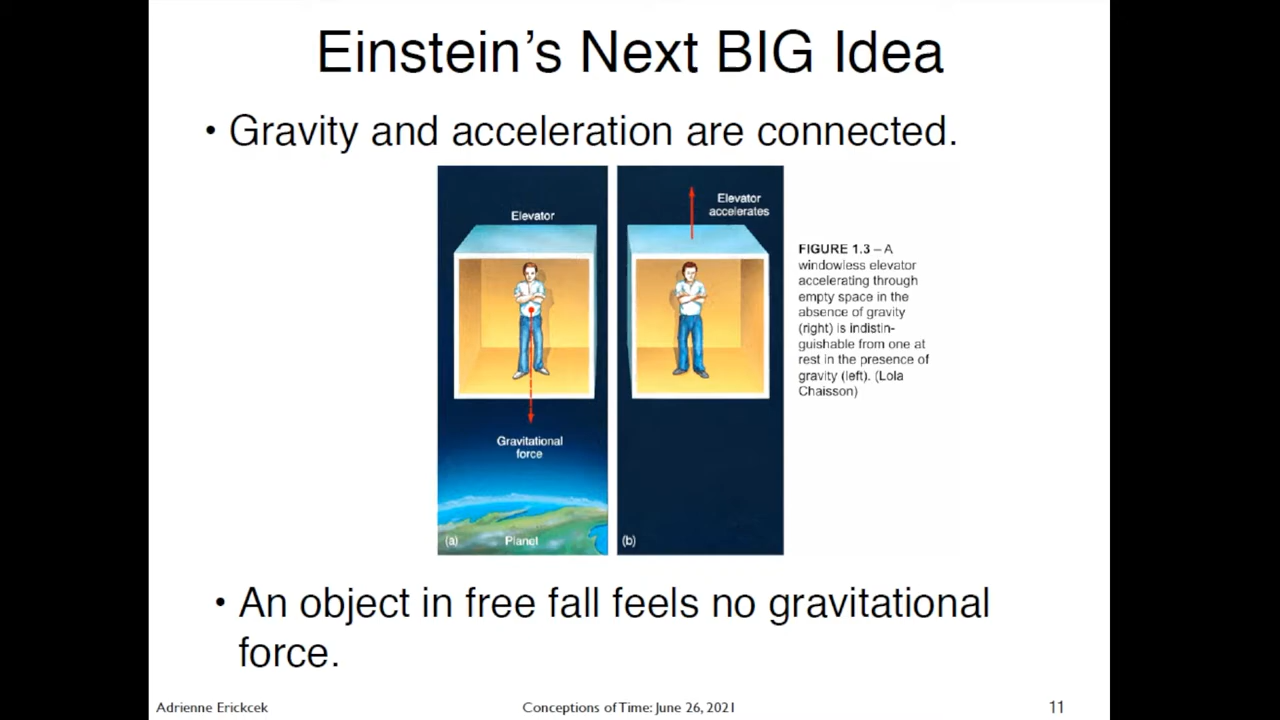 Einstein's Next BIG Idea
• Gravity and acceleration are connected.
Elevator
Gravitational
force
(a)
Planet
Elevator
accelerates
(b)
FIGURE 1.3 – A
windowless elevator
accelerating through
empty space in the
absence of gravity
(right) is indistin-
guishable from one at
rest in the presence of
gravity (left). (Lola
Chaisson)
• An object in free fall feels no gravitational
force.
Adrienne Erickcek
Conceptions of Time: June 26, 2021
11